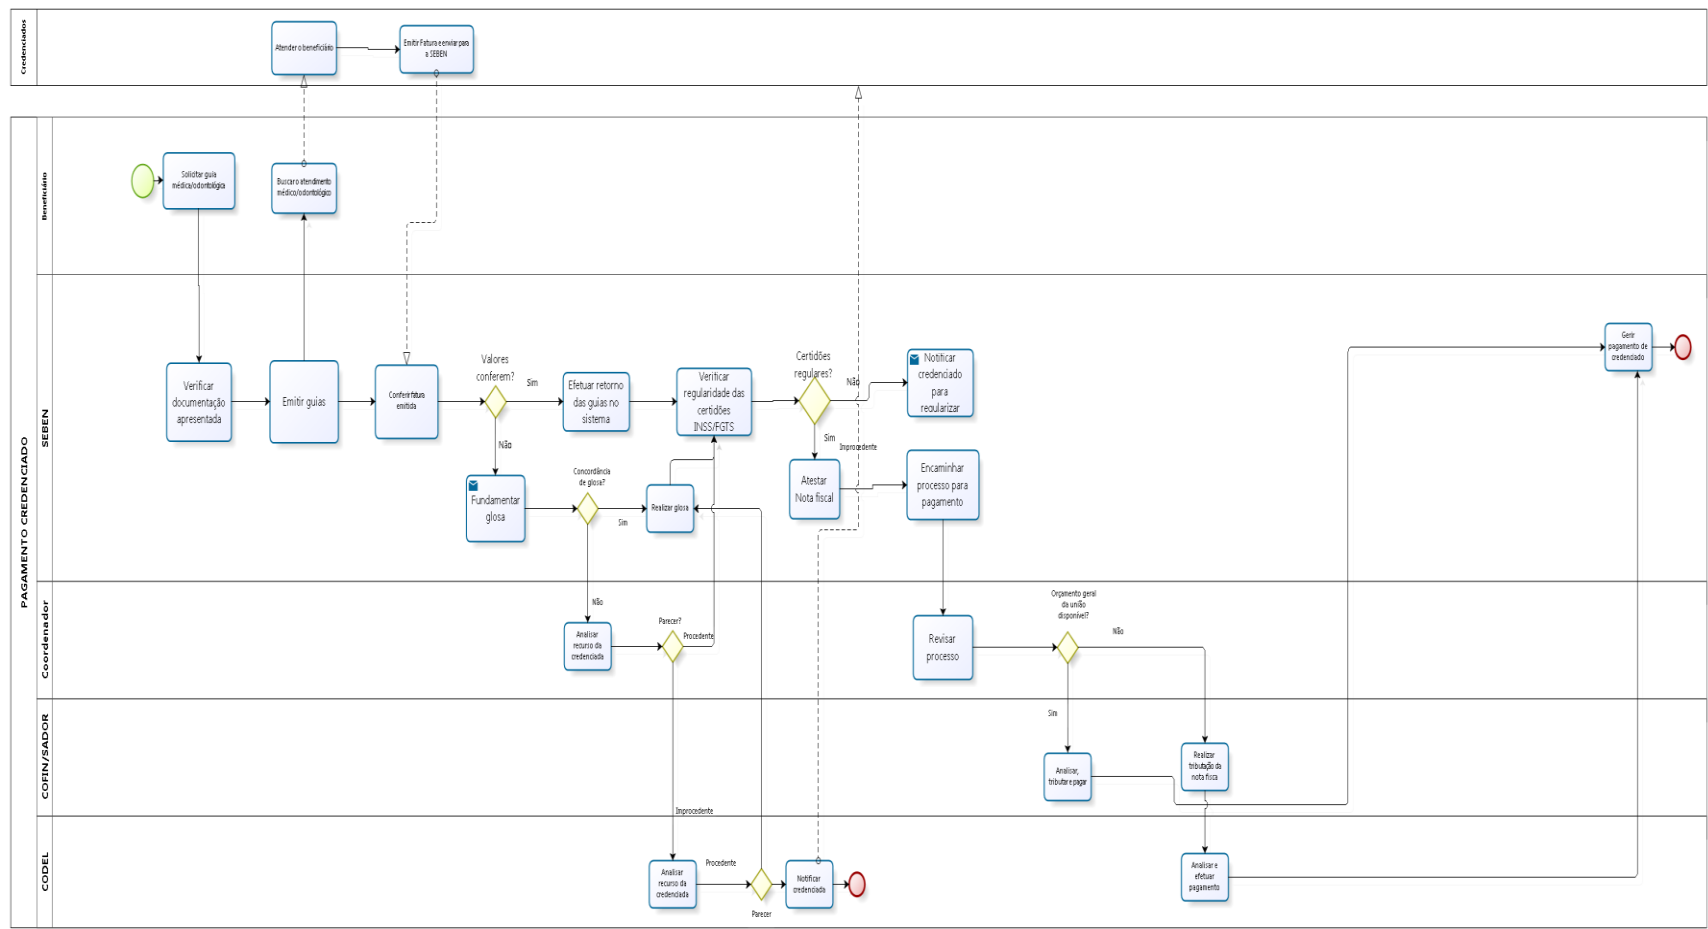 Credenciados
Atender o beneficiário
Emitir Fatura e enviar para
a SEBEN
PAGAMENTO CREDENCIADO
Beneficiário
Solicitar guia
médica/odontológica
Buscar o atendimento
médico/odontológico
SEBEN
Verificar
documentação
apresentada
Emitir guias
Conferir fatura
emitida
Valores
conferem?
Sim
Não
Efetuar retorno
das guias no
sistema
Verificar
regularidade das
certidões
INSS/FGTS
Certidões
regulares?
Não
Sim
Notificar
credenciado
para
regularizar
Gerir
pagamento de
credenciado
Fundamentar
glosa
Concordância
de glosa?
Sim
Não
Realizar glosa
Improcedente
Atestar
Nota fiscal
Encaminhar
processo para
pagamento
Coordenador
Analisar
recurso da
credenciada
Parecer?
Procedente
Revisar
processo
Orçamento geral
da união
disponível?
Não
Sim
COFIN/SADOR
Analisar,
tributar e pagar
Realizar
tributação da
nota fisca
Improcedente
CODEL
Analisar
recurso da
credenciada
Procedente
Parecer
Notificar
credenciada
Analisar e
efetuar
pagamento